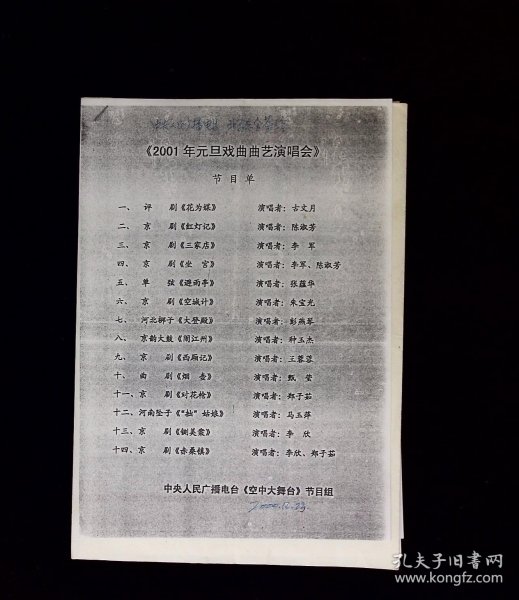 《2001年元旦戏曲曲艺演唱会》
节目单
一、评 剧《花为媒》 演唱者：古文月
二、京 剧《红灯记》 演唱者：陈淑芳
三、京 剧《三家店》 演唱者：李 军
四、京 剧《坐 宫》 演唱者：李军、陈淑芳
五、单 弦《避雨亭》 演唱者：张蕴华
六、京 剧《空城计》 演唱者：朱宝光
七、河北梆子《大登殿》 演唱者：彭燕琴
八、京韵大鼓《闹江州》 演唱者：种玉杰
九、京 剧《西厢记》 演唱者：王蓉蓉
十、曲 剧《烟 壶》 演唱者：甄 莹
十一、京 剧《对花枪》 演唱者：郑子茹
十二、河南坠子《“拙”姑娘》 演唱者：马玉萍
十三、京 剧《铡美案》 演唱者：李 欣
十四、京 剧《赤桑镇》 演唱者：李欣、郑子茹
中央人民广播电台《空中大舞台》节目组
孔夫子旧书网
kongfz.com